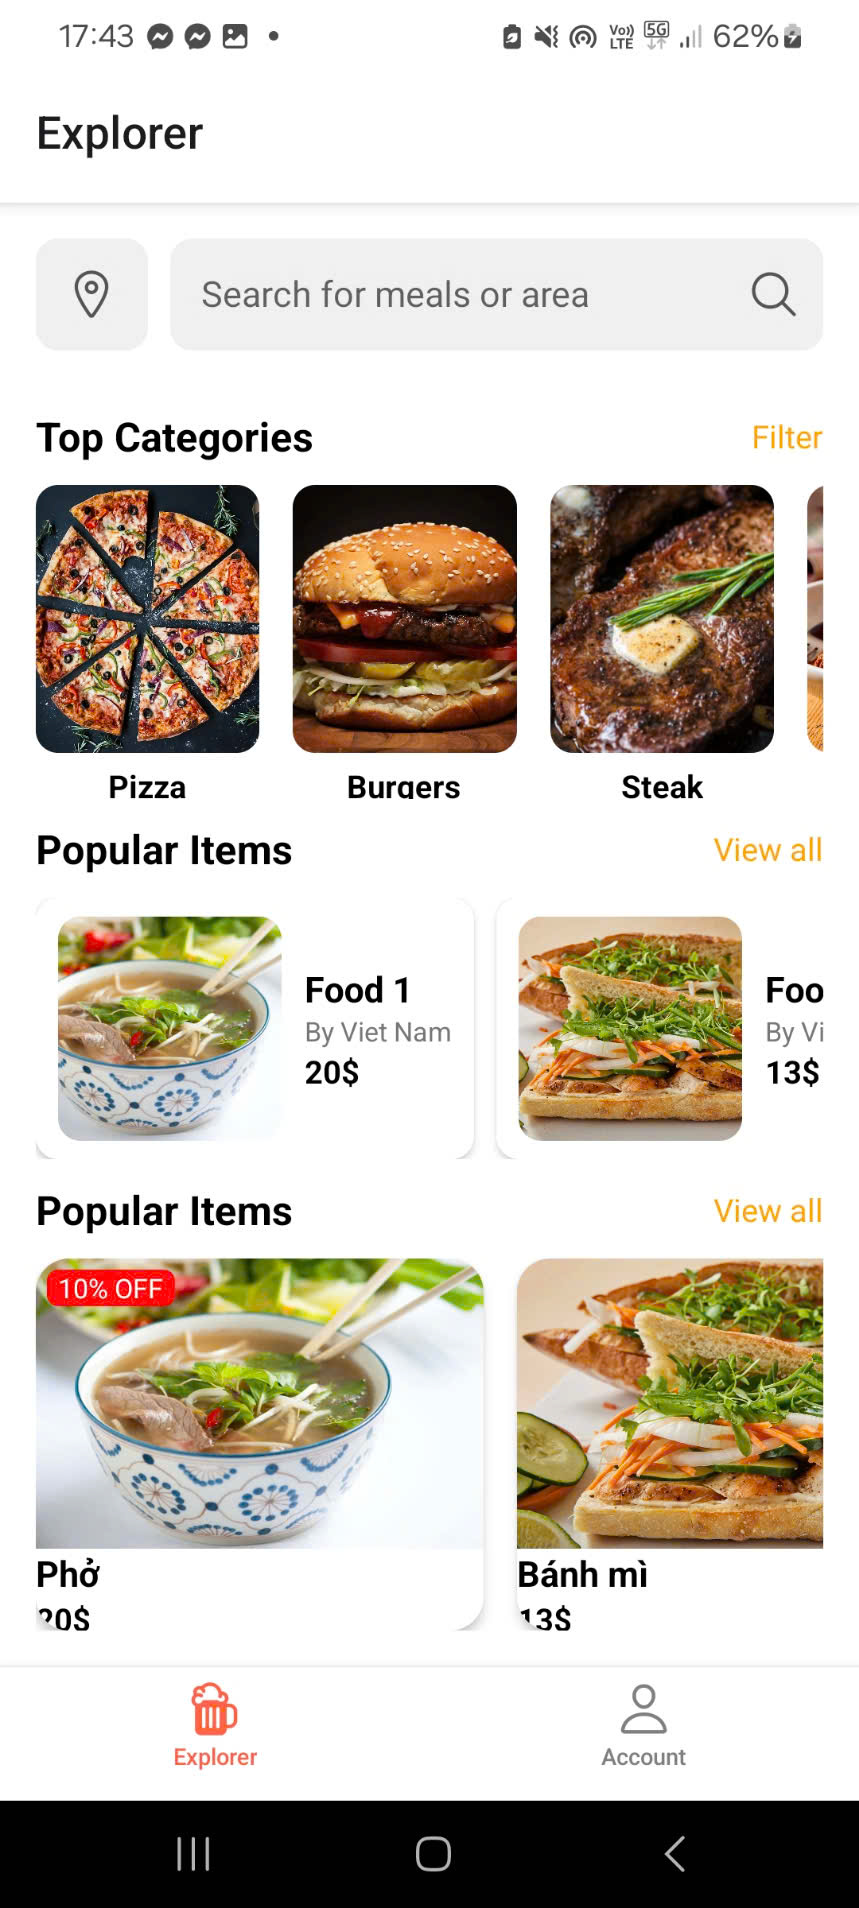 17:43
Vo))
LTE
5G
62%
Explorer
Search for meals or area
Top Categories
Filter
Pizza
Burgers
Steak
Popular Items
View all
Food 1
By Viet Nam
20$
Foo
By Vi
13$
Popular Items
View all
10% OFF
Phở
20$
Bánh mì
13$
Explorer
Account